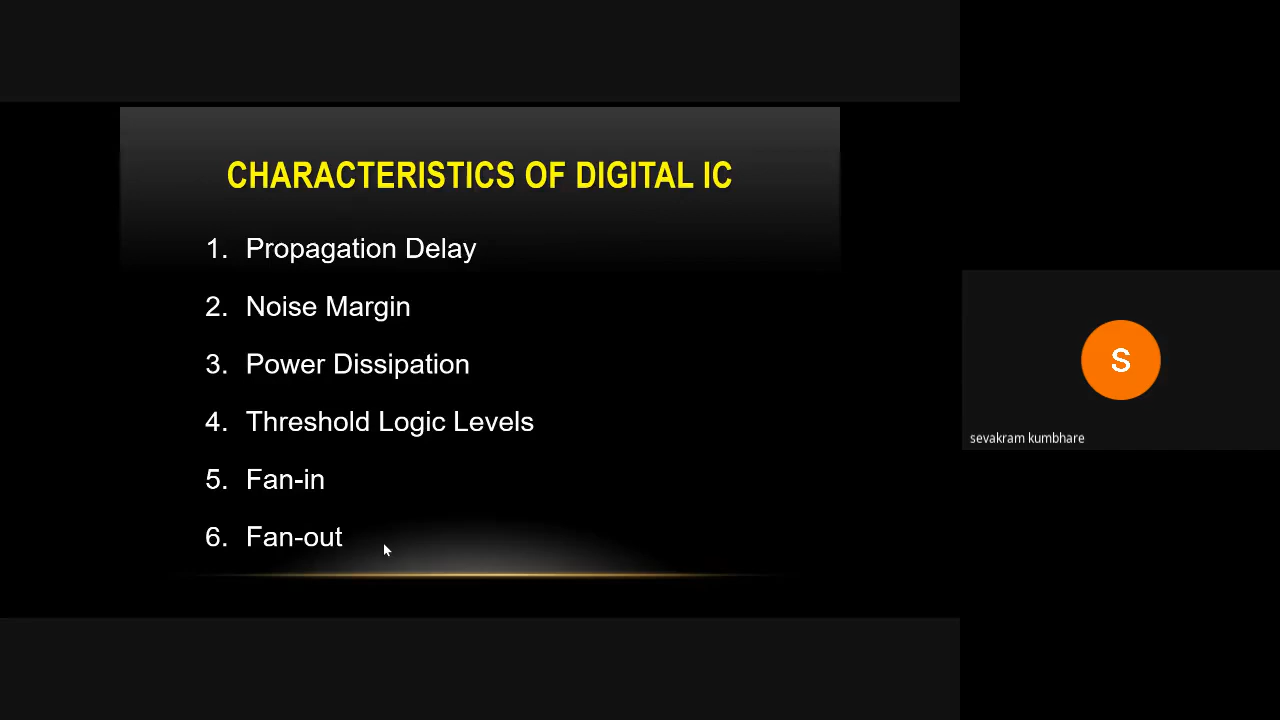 CHARACTERISTICS OF DIGITAL IC
1. Propagation Delay
2. Noise Margin
3. Power Dissipation
4. Threshold Logic Levels
5. Fan-in
6. Fan-out
S
sevakram kumbhare